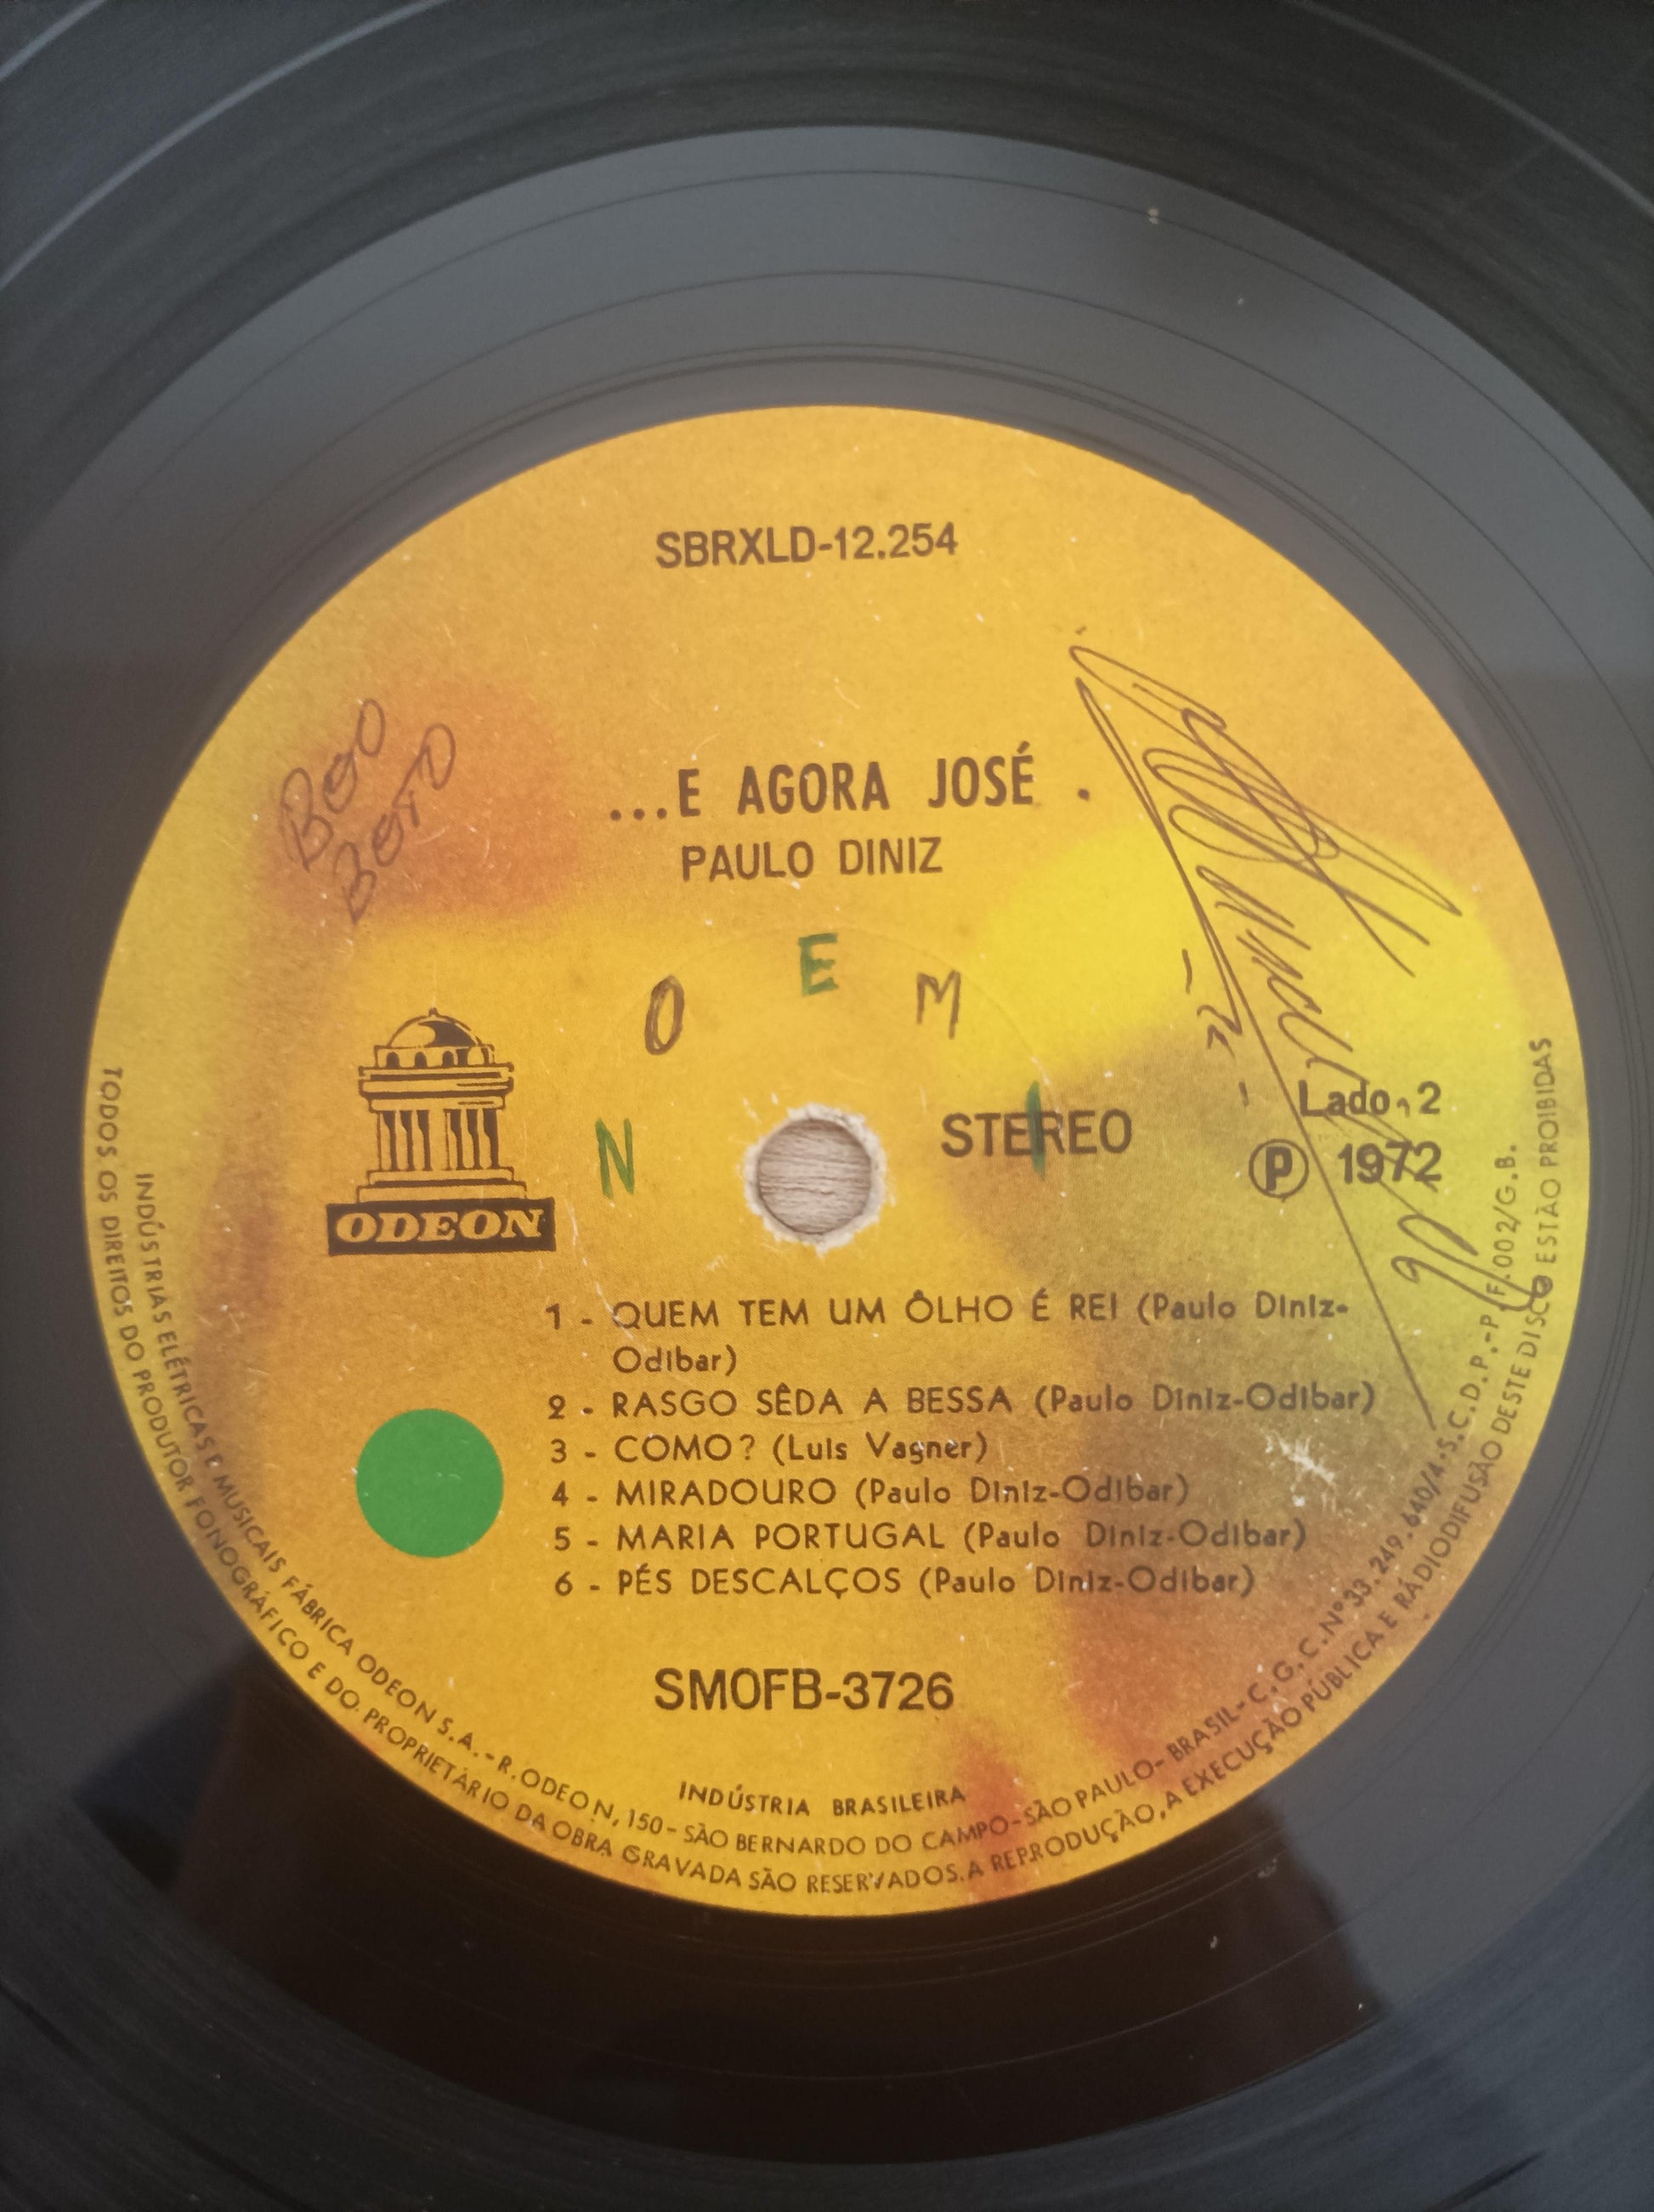 SBRXLD-12.254
...E AGORA JOSÉ.
PAULO DINIZ
NOEMI
ODEON
STEREO
Lado. 2
Ⓟ 1972
1 - QUEM TEM UM ÔLHO É REI (Paulo Diniz-
Odibar)
2 - RASGO SÊDA A BESSA (Paulo Diniz-Odibar)
3 - COMO? (Luis Vagner)
4 - MIRADOURO (Paulo Diniz-Odibar)
5 - MARIA PORTUGAL (Paulo Diniz-Odibar)
6 - PÉS DESCALÇOS (Paulo Diniz-Odibar)
SMOFB-3726
INDÚSTRIA BRASILEIRA
INDÚSTRIAS ELÉTRICAS E MUSICAIS FÁBRICA ODEON S.A.-R.ODEON, 150-SÃO BERNARDO DO CAMPO-SÃO PAULO-BRASIL-C.G.C.Nº33.249.640/4-S.C.D.P.-P.F.002/G.B.
TODOS OS DIREITOS DO PRODUTOR FONOGRÁFICO E DO PROPRIETÁRIO DA OBRA GRAVADA SÃO RESERVADOS. A REPRODUÇÃO, A EXECUÇÃO PÚBLICA E RÁDIODIFUSÃO DESTE DISCO ESTÃO PROIBIDAS